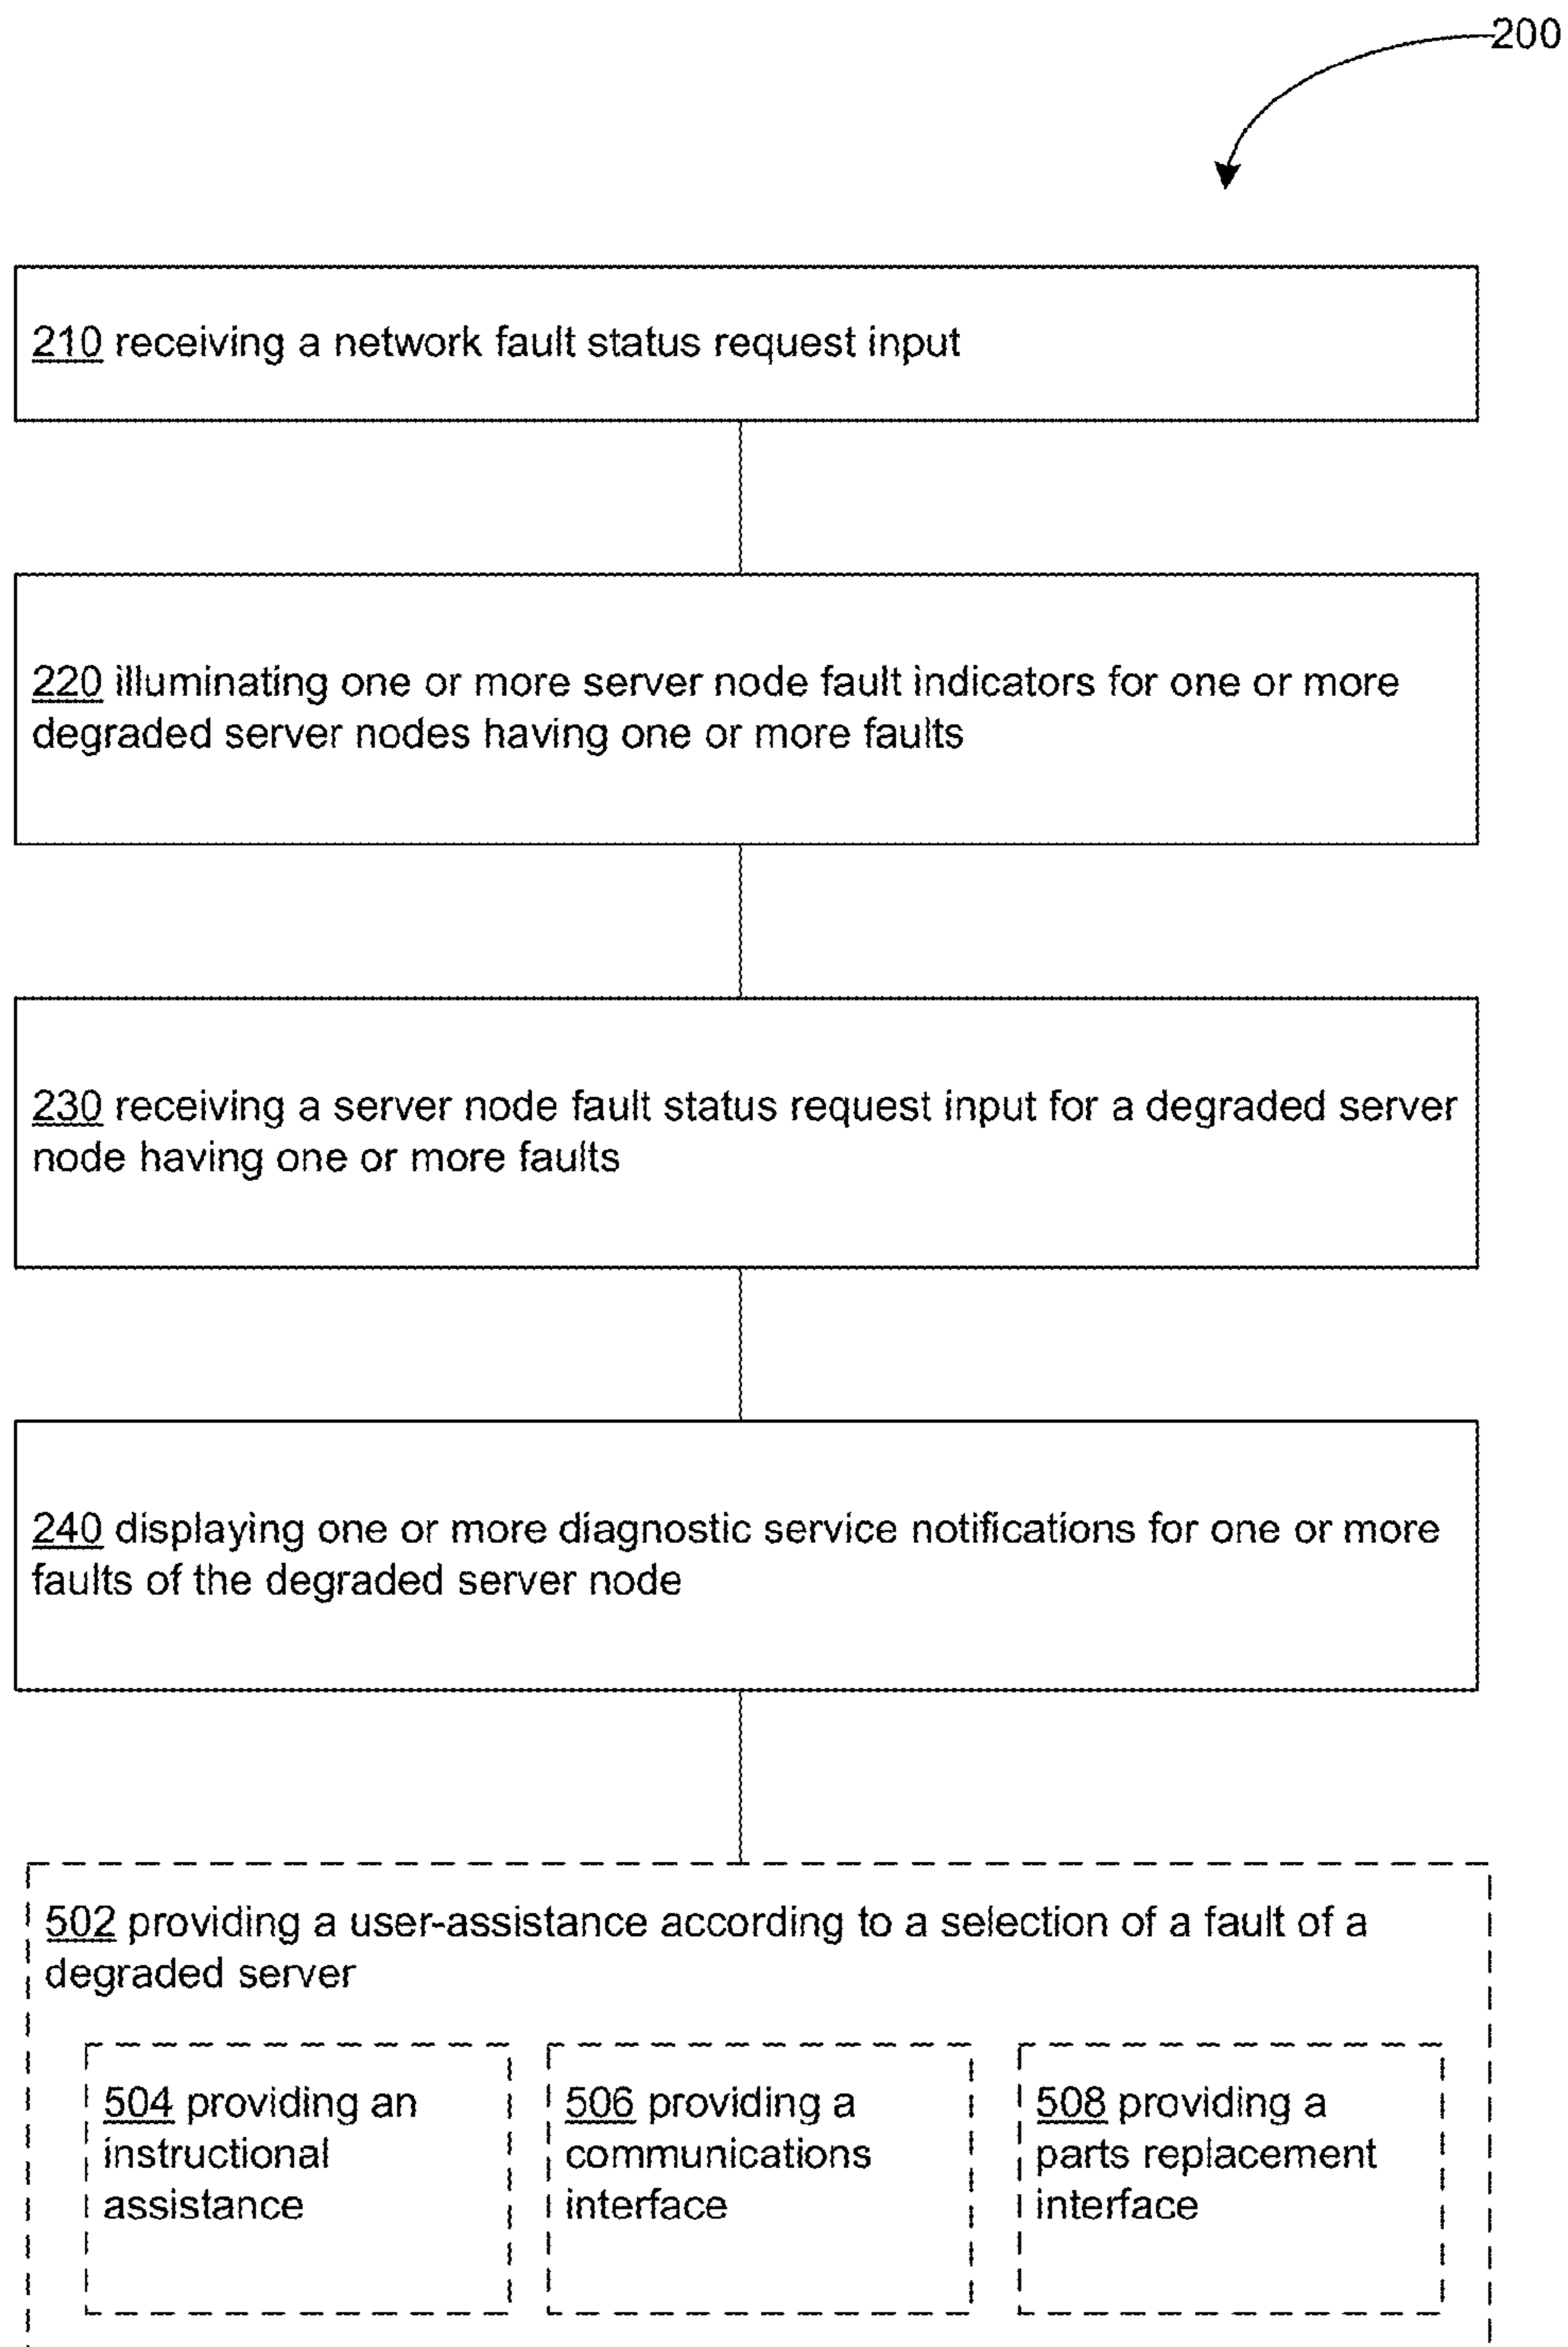 200
210 receiving a network fault status request input
220 illuminating one or more server node fault indicators for one or more
degraded server nodes having one or more faults
230 receiving a server node fault status request input for a degraded server
node having one or more faults
240 displaying one or more diagnostic service notifications for one or more
faults of the degraded server node
502 providing a user-assistance according to a selection of a fault of a
degraded server
504 providing an
instructional
assistance
506 providing a
communications
interface
508 providing a
parts replacement
interface